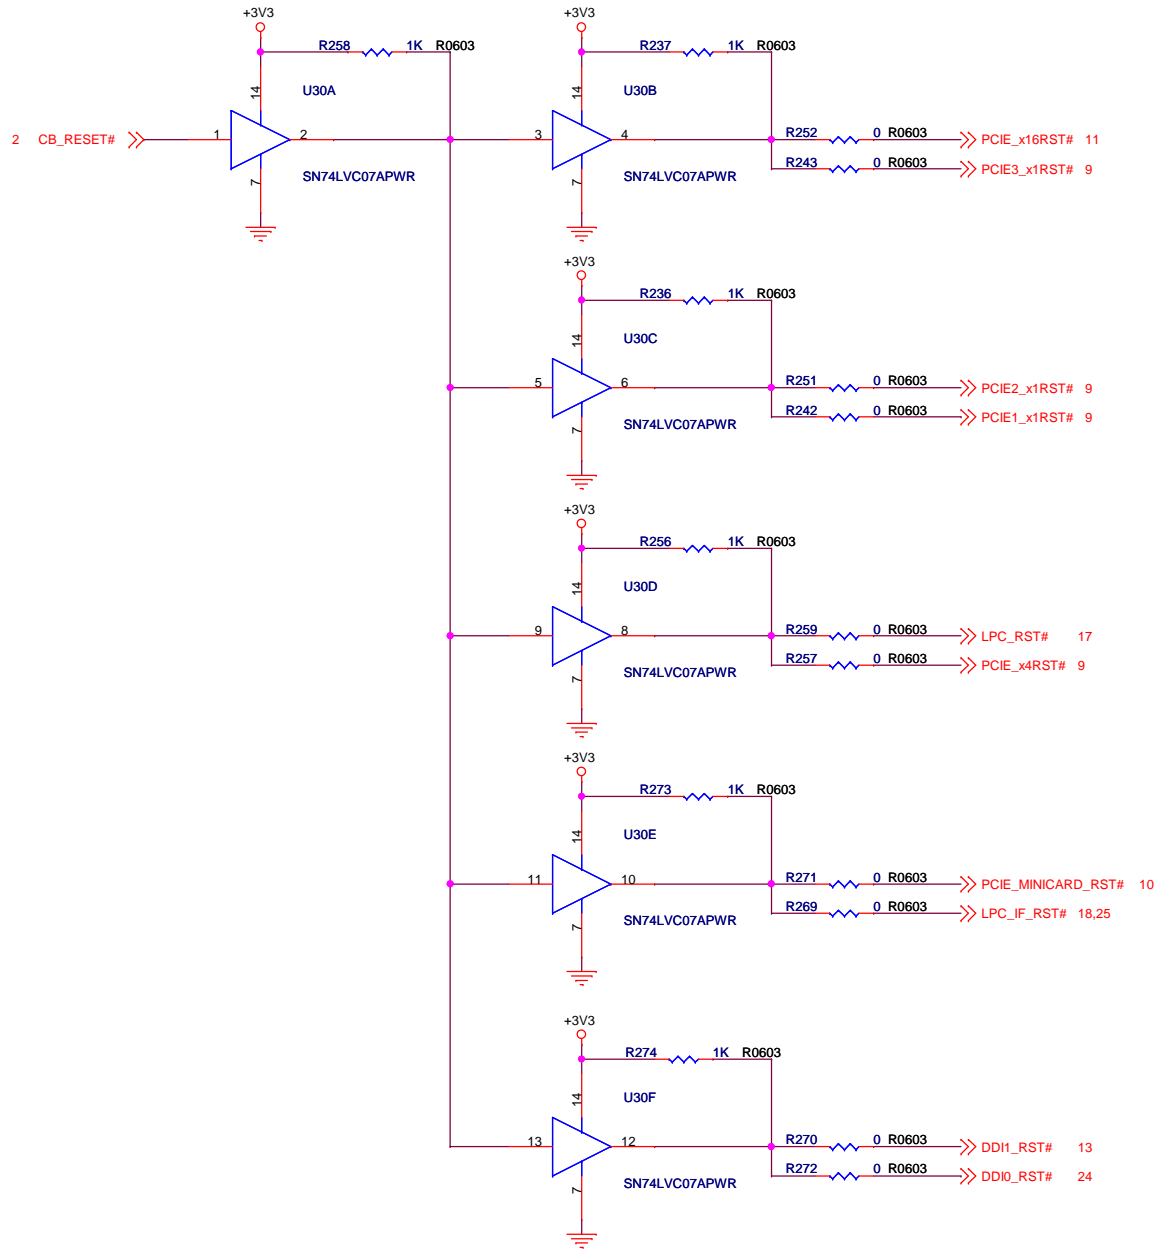 +3V3 +3V3
R258 1K R0603 R237 1K R0603
14 U30A 14 U30B
2 CB_RESET# 1 2 3 4 R252 0 R0603 PCIE_x16RST# 11
R243 0 R0603 PCIE3_x1RST# 9
7 SN74LVC07APWR 7 SN74LVC07APWR
+3V3
R236 1K R0603
14 U30C
5 6 R251 0 R0603 PCIE2_x1RST# 9
R242 0 R0603 PCIE1_x1RST# 9
7 SN74LVC07APWR
+3V3
R256 1K R0603
14 U30D
9 8 R259 0 R0603 LPC_RST# 17
R257 0 R0603 PCIE_x4RST# 9
7 SN74LVC07APWR
+3V3
R273 1K R0603
14 U30E
11 10 R271 0 R0603 PCIE_MINICARD_RST# 10
R269 0 R0603 LPC_IF_RST# 18,25
7 SN74LVC07APWR
+3V3
R274 1K R0603
14 U30F
13 12 R270 0 R0603 DDI1_RST# 13
R272 0 R0603 DDI0_RST# 24
7 SN74LVC07APWR